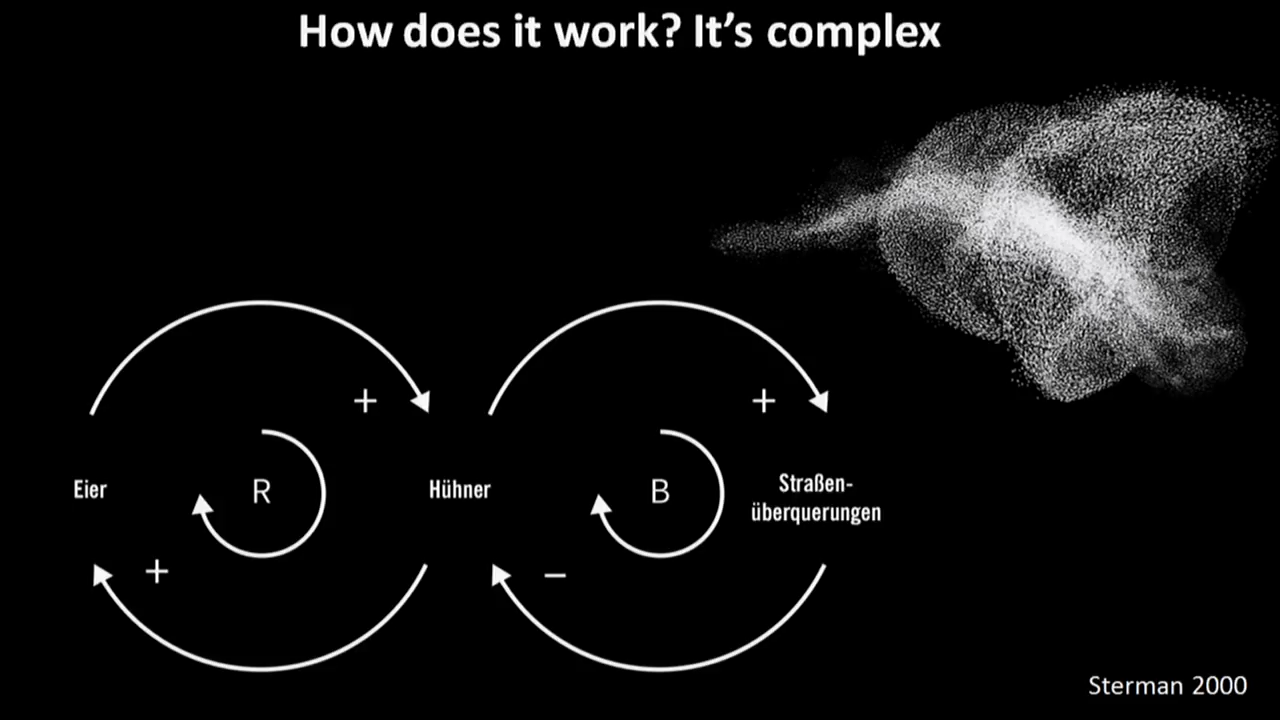 How does it work? It's complex
+
+
Eier
R
Hühner
B
Straßen-
überquerungen
+
–
Sterman 2000